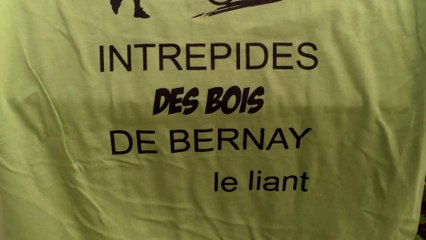 INTREPIDES
DES BOIS
DE BERNAY
le liant